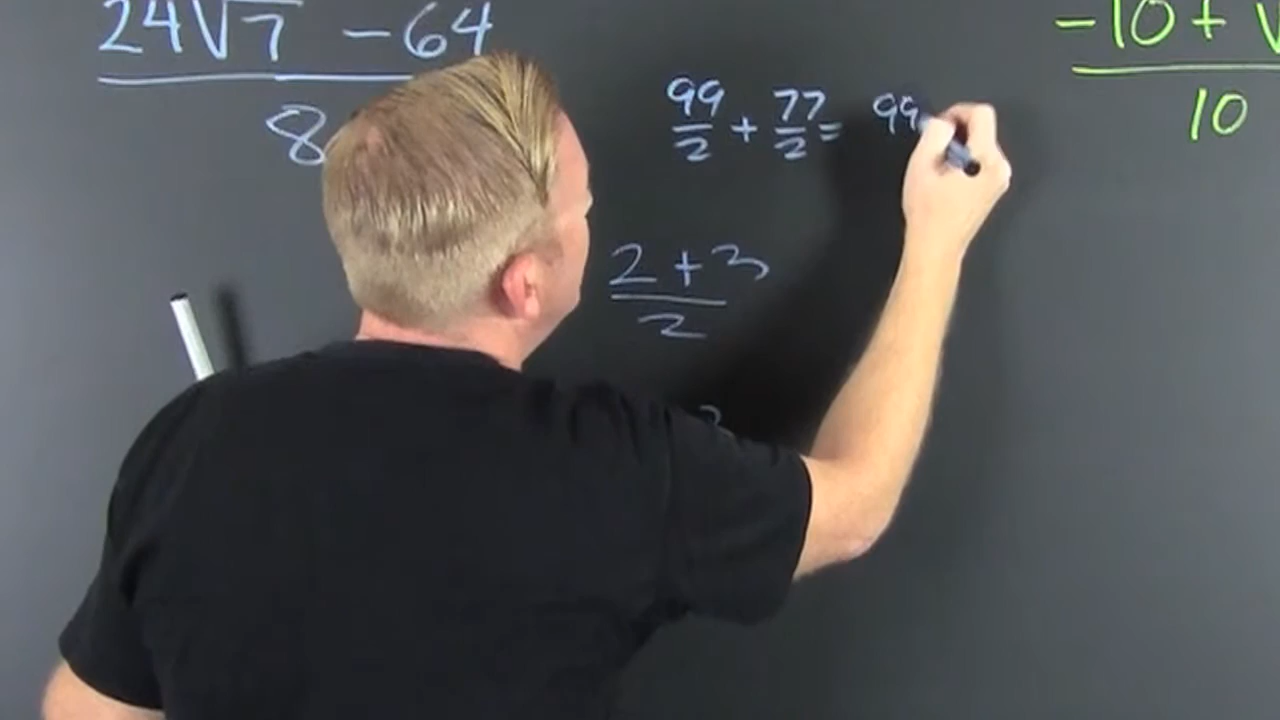 24√7 - 64
8
99/2 + 77/2 = 99
2 + 3
2
-10 + √
10